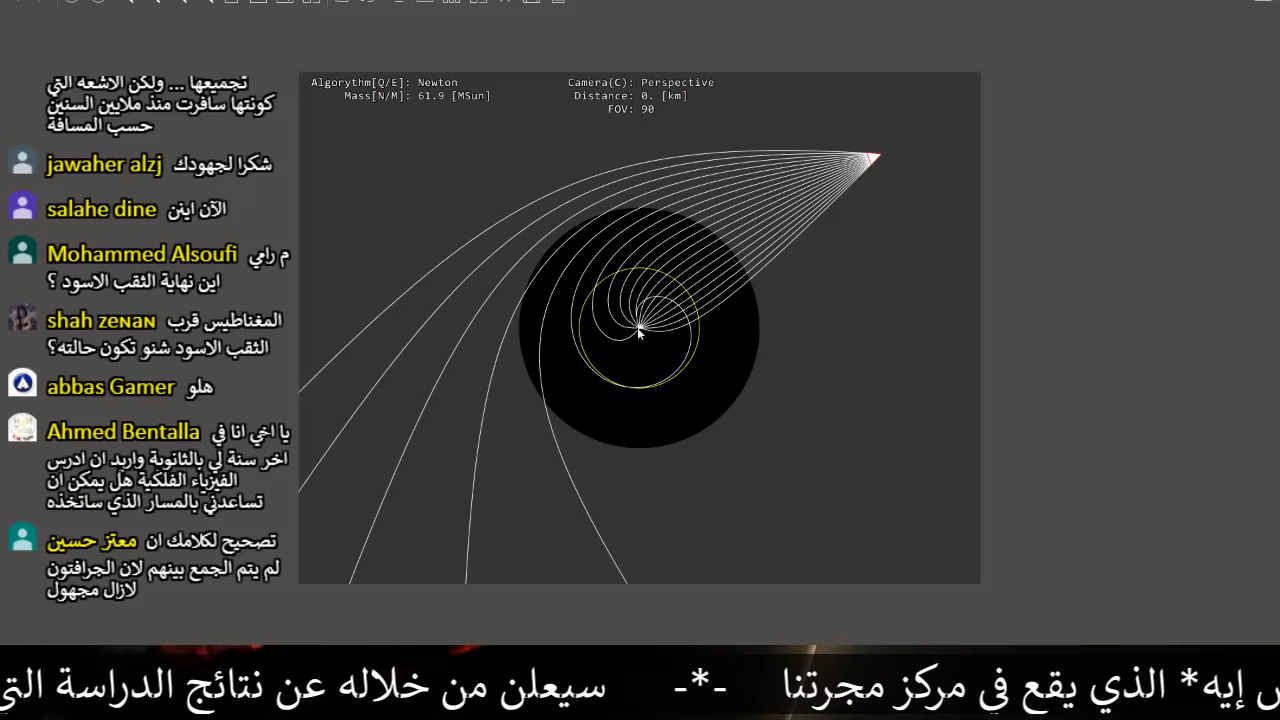 تجميعها ... ولكن الاشعه التي
كونتها سافرت منذ ملايين السنين
حسب المسافة
jawaher alzj شكرا لجهودك
salahe dine الآن اينن
Mohammed Alsoufi م رامي
اين نهاية الثقب الاسود ؟
shah zeɴaɴ المغناطيس قرب
الثقب الاسود شنو تكون حالته؟
abbas Gamer هلو
Ahmed Bentalla يا اخي انا في
اخر سنة لي بالثانوية واريد ان ادرس
الفيزياء الفلكية هل يمكن ان
تساعدني بالمسار الذي ساتخذه
معتز حسين تصحيح لكلامك ان
لم يتم الجمع بينهم لان الجرافتون
لازال مجهول
Algorythm[Q/E]: Newton
Mass[N/M]: 61.9 [MSun]
Camera(C): Perspective
Distance: 0. [km]
FOV: 90
إيه* الذي يقع في مركز مجرتنا -*- سيعلن من خلاله عن نتائج الدراسة التي